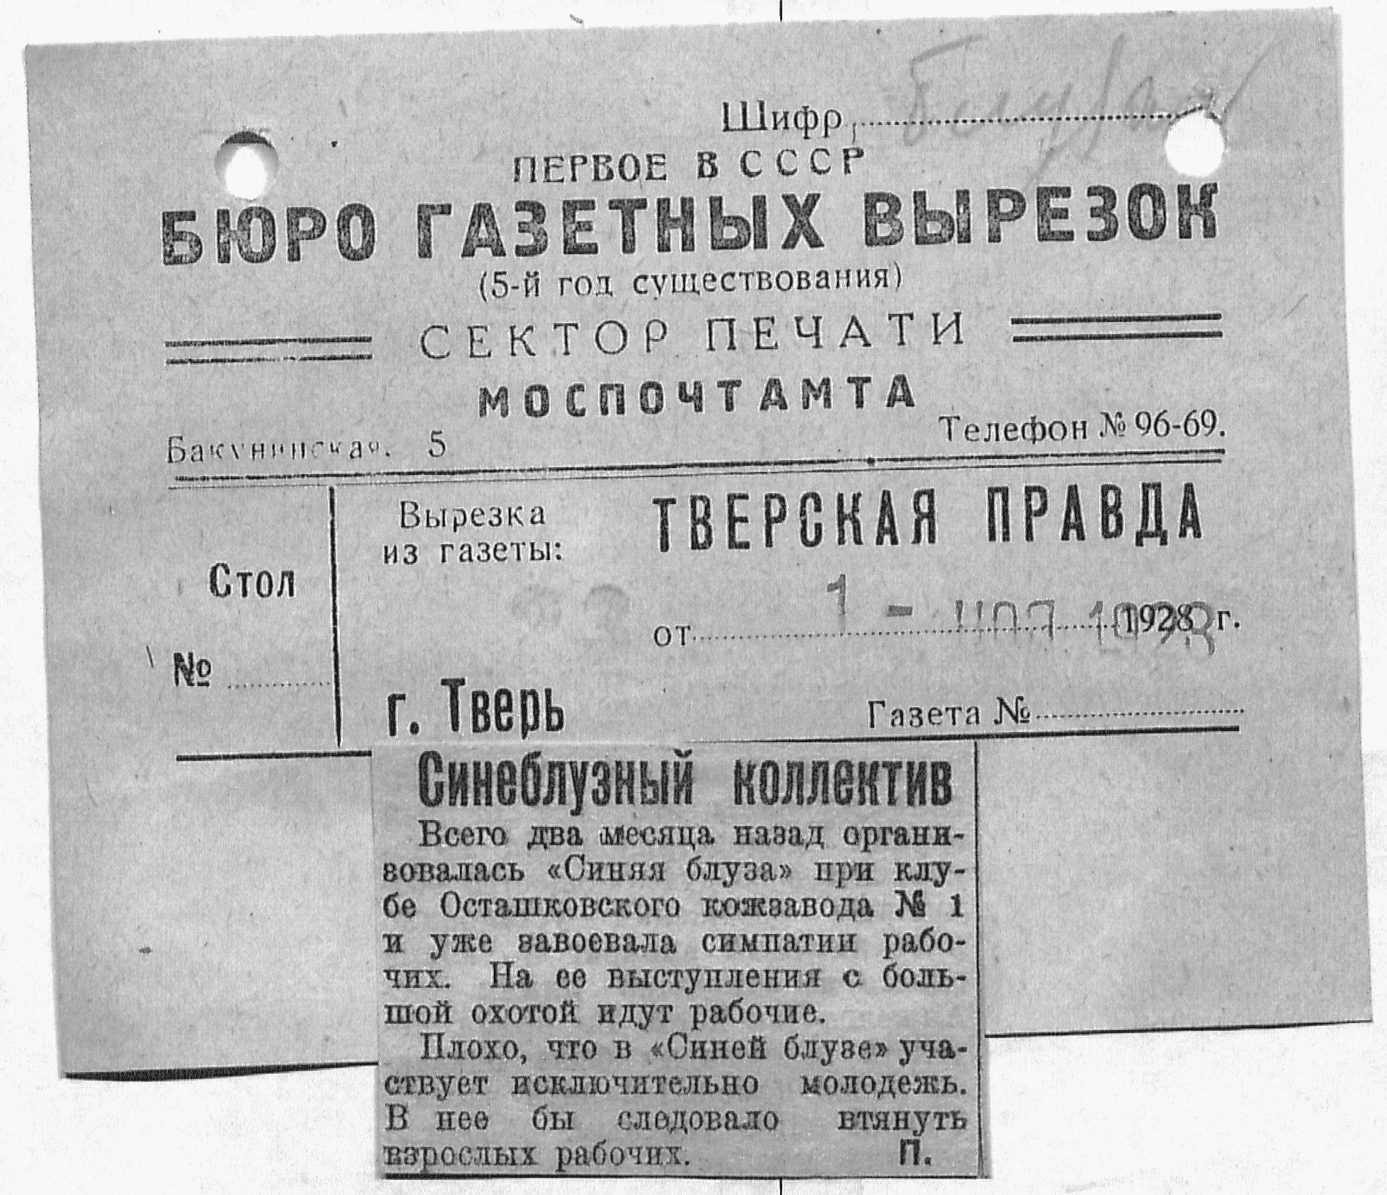 Шифр
ПЕРВОЕ В СССР
БЮРО ГАЗЕТНЫХ ВЫРЕЗОК
(5-й год существования)
СЕКТОР ПЕЧАТИ
МОСПОЧТАМТА
Бакунинская, 5 Телефон № 96-69.
Вырезка
из газеты:
ТВЕРСКАЯ ПРАВДА
Стол
№
от 1 - 1928 г.
г. Тверь
Газета №
Синеблузный коллектив
Всего два месяца назад органи-
зовалась «Синяя блуза» при клу-
бе Осташковского кожзавода № 1
и уже завоевала симпатии рабо-
чих. На ее выступления с боль-
шой охотой идут рабочие.
Плохо, что в «Синей блузе» уча-
ствует исключительно молодежь.
В нее бы следовало втянуть
взрослых рабочих. П.